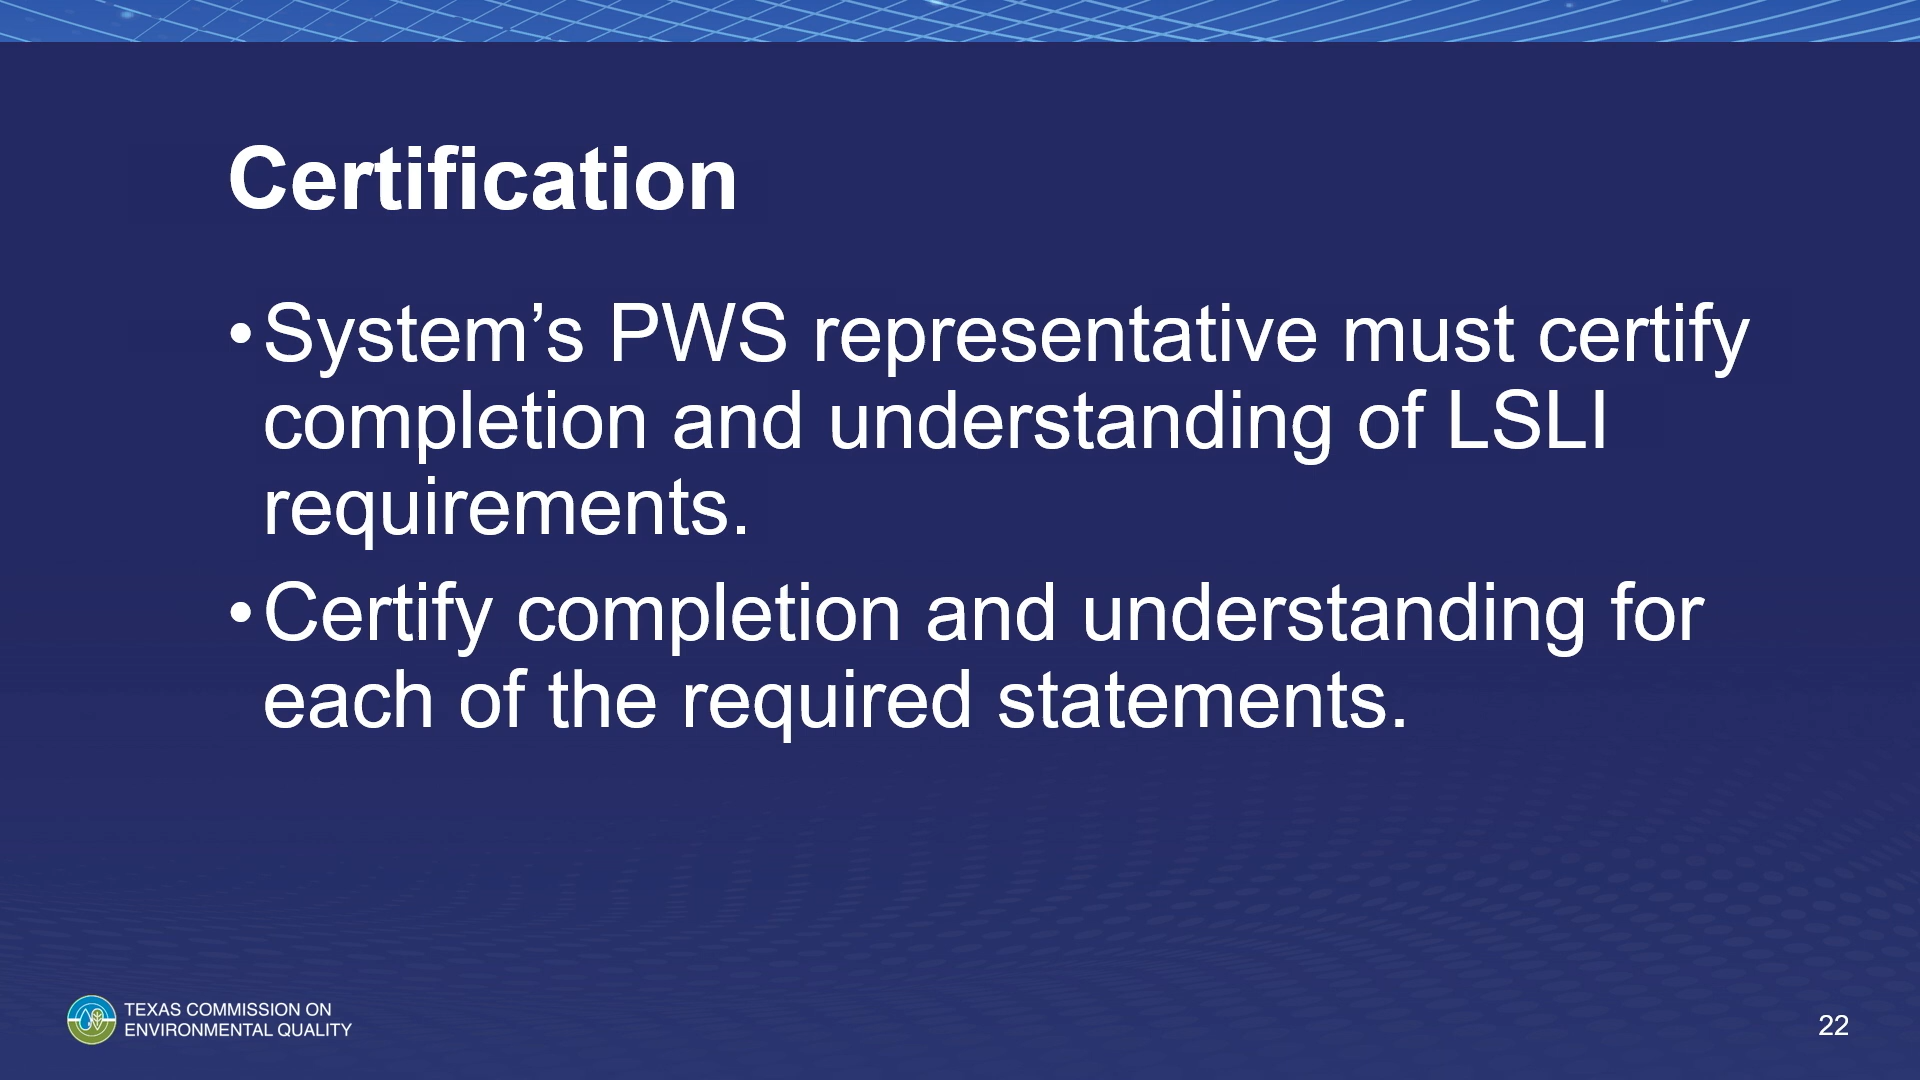 Certification
•System’s PWS representative must certify
completion and understanding of LSLI
requirements.
•Certify completion and understanding for
each of the required statements.
TEXAS COMMISSION ON
ENVIRONMENTAL QUALITY
22